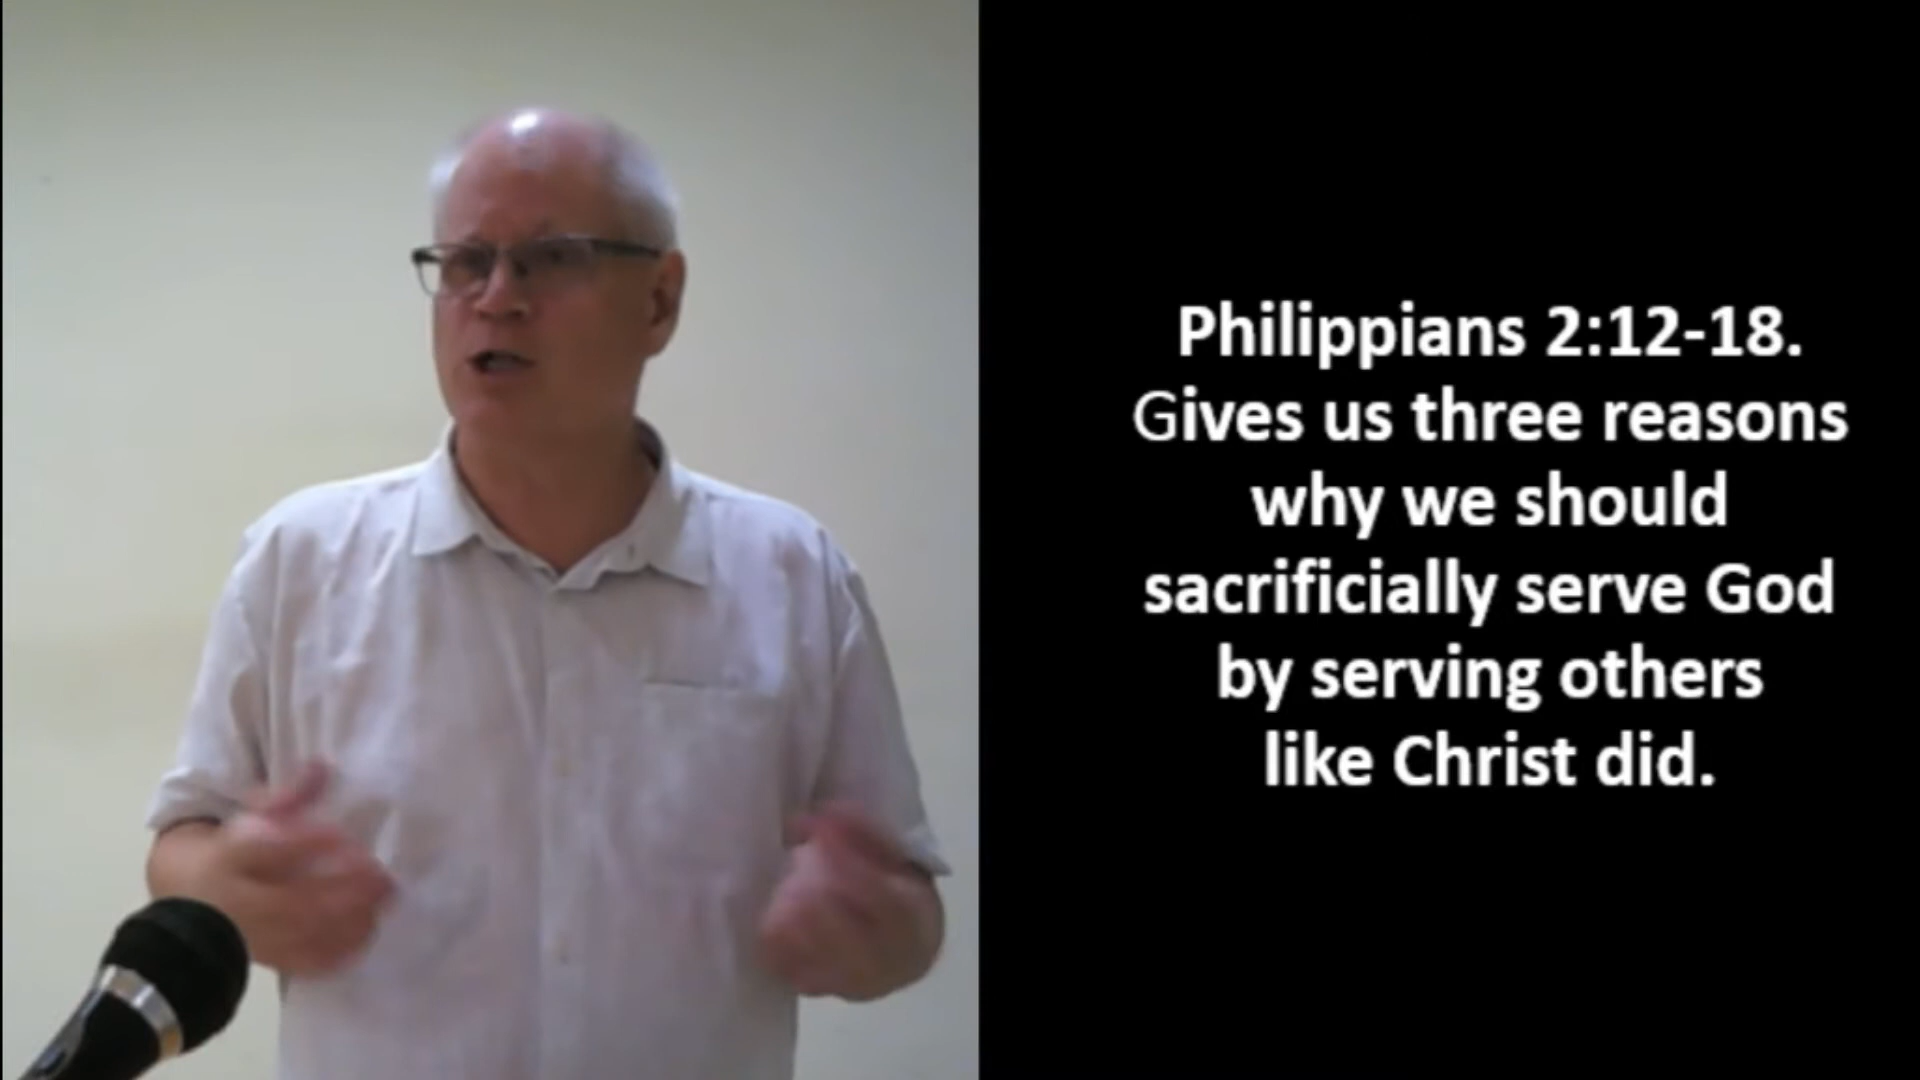 Philippians 2:12-18.
Gives us three reasons
why we should
sacrificially serve God
by serving others
like Christ did.